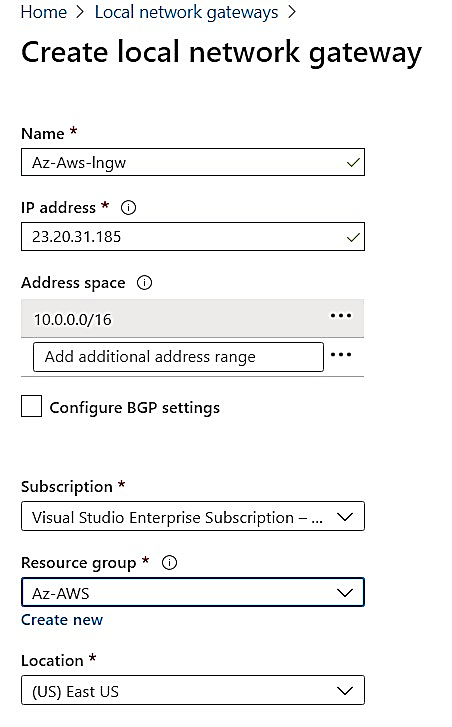 Home > Local network gateways >
Create local network gateway
Name *
Az-Aws-lngw
IP address *
23.20.31.185
Address space
10.0.0.0/16
Add additional address range
Configure BGP settings
Subscription *
Visual Studio Enterprise Subscription – ...
Resource group *
Az-AWS
Create new
Location *
(US) East US